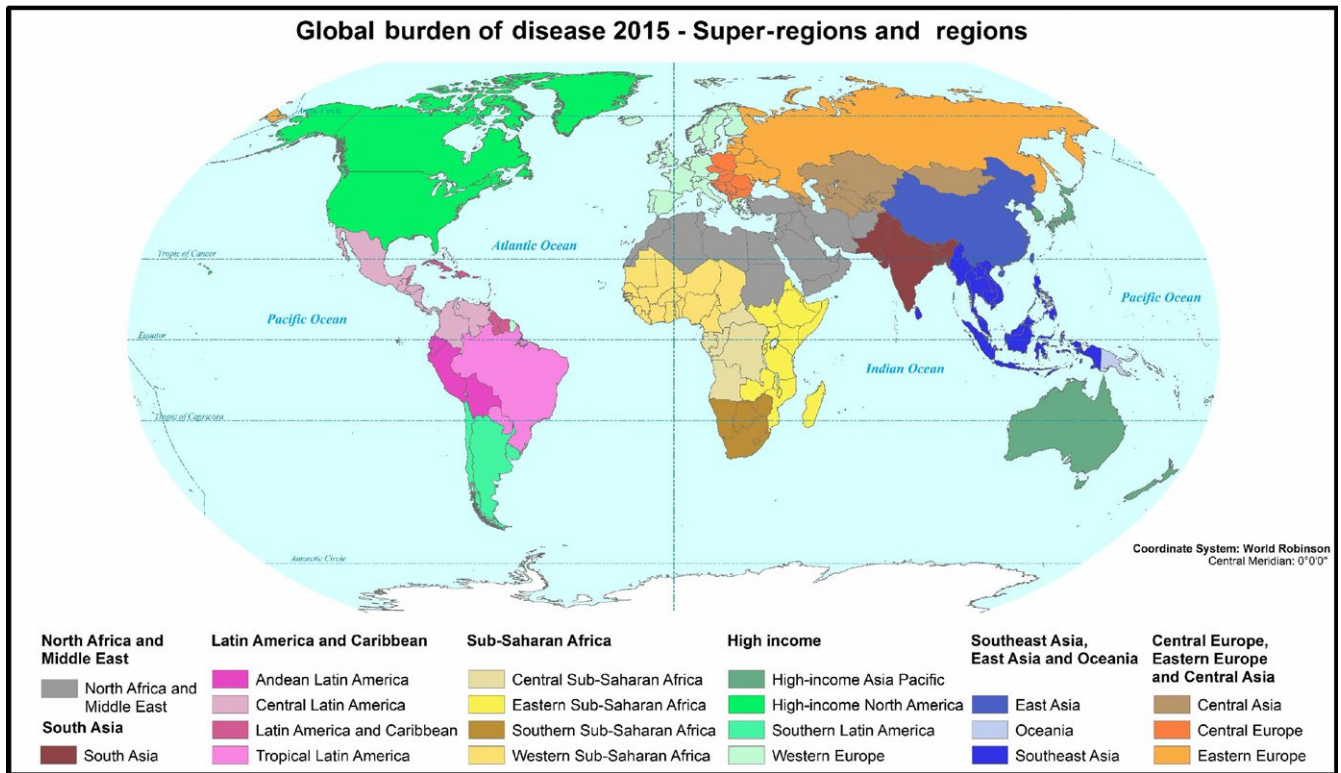 Global burden of disease 2015 - Super-regions and regions
Arctic Circle
Atlantic Ocean
Tropic of Cancer
Pacific Ocean
Pacific Ocean
Equator
Indian Ocean
Tropic of Capricorn
Antarctic Circle
Coordinate System: World Robinson
Central Meridian: 0°0'0"
North Africa and
Middle East
North Africa and
Middle East
South Asia
South Asia
Latin America and Caribbean
Andean Latin America
Central Latin America
Latin America and Caribbean
Tropical Latin America
Sub-Saharan Africa
Central Sub-Saharan Africa
Eastern Sub-Saharan Africa
Southern Sub-Saharan Africa
Western Sub-Saharan Africa
High income
High-income Asia Pacific
High-income North America
Southern Latin America
Western Europe
Southeast Asia,
East Asia and Oceania
East Asia
Oceania
Southeast Asia
Central Europe,
Eastern Europe
and Central Asia
Central Asia
Central Europe
Eastern Europe